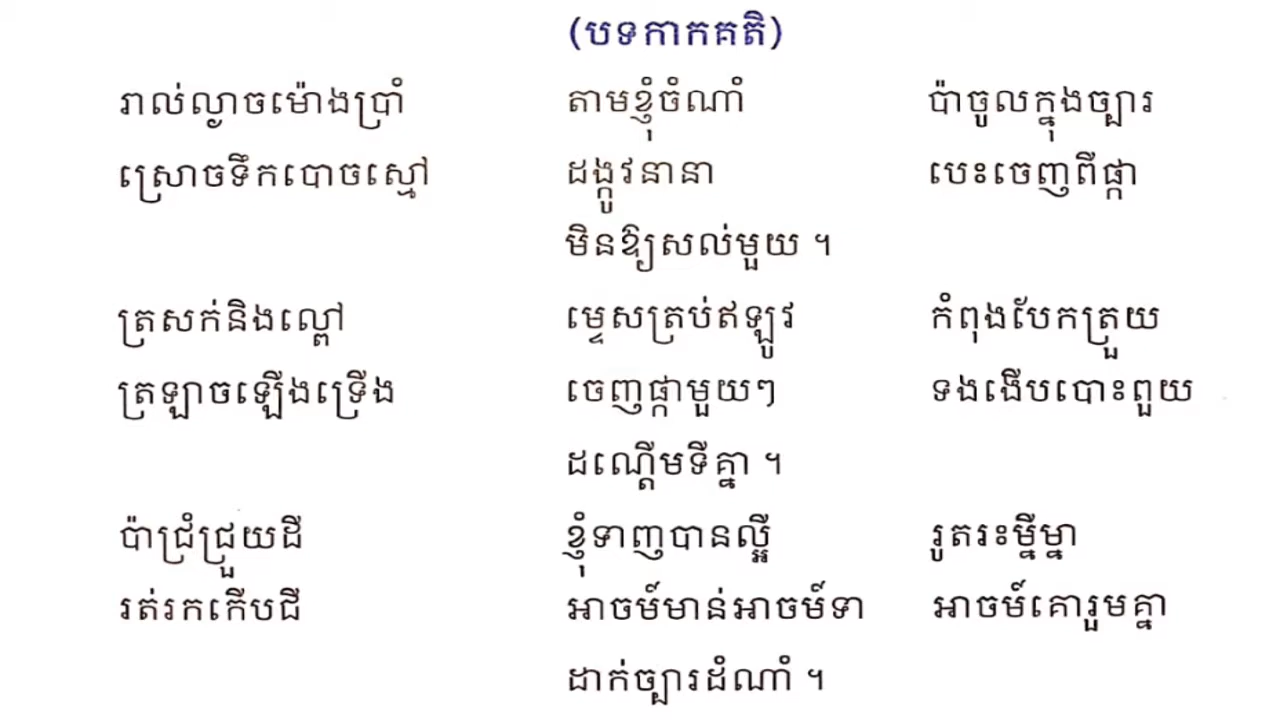 (បទកាកគតិ)
រាល់ល្ងាចម៉ោងប្រាំ តាមខ្ញុំចំណាំ ប៉ាចូលក្នុងច្បារ
ស្រោចទឹកបោចស្មៅ ដង្កូវនានា បេះចេញពីផ្កា
មិនឱ្យសល់មួយ ។
ត្រសក់និងល្ពៅ ម្ទេសត្រប់ឥឡូវ កំពុងបែកត្រួយ
ត្រឡាចឡើងទ្រើង ចេញផ្កាមួយៗ ទងងើបបោះពួយ
ដណ្ដើមទីគ្នា ។
ប៉ាជ្រំជ្រួយដី ខ្ញុំទាញបានល្អី រូតរះម្នីម្នា
រត់រកកើបជី អាចម៍មាន់អាចម៍ទា អាចម៍គោរួមគ្នា
ដាក់ច្បារដំណាំ ។